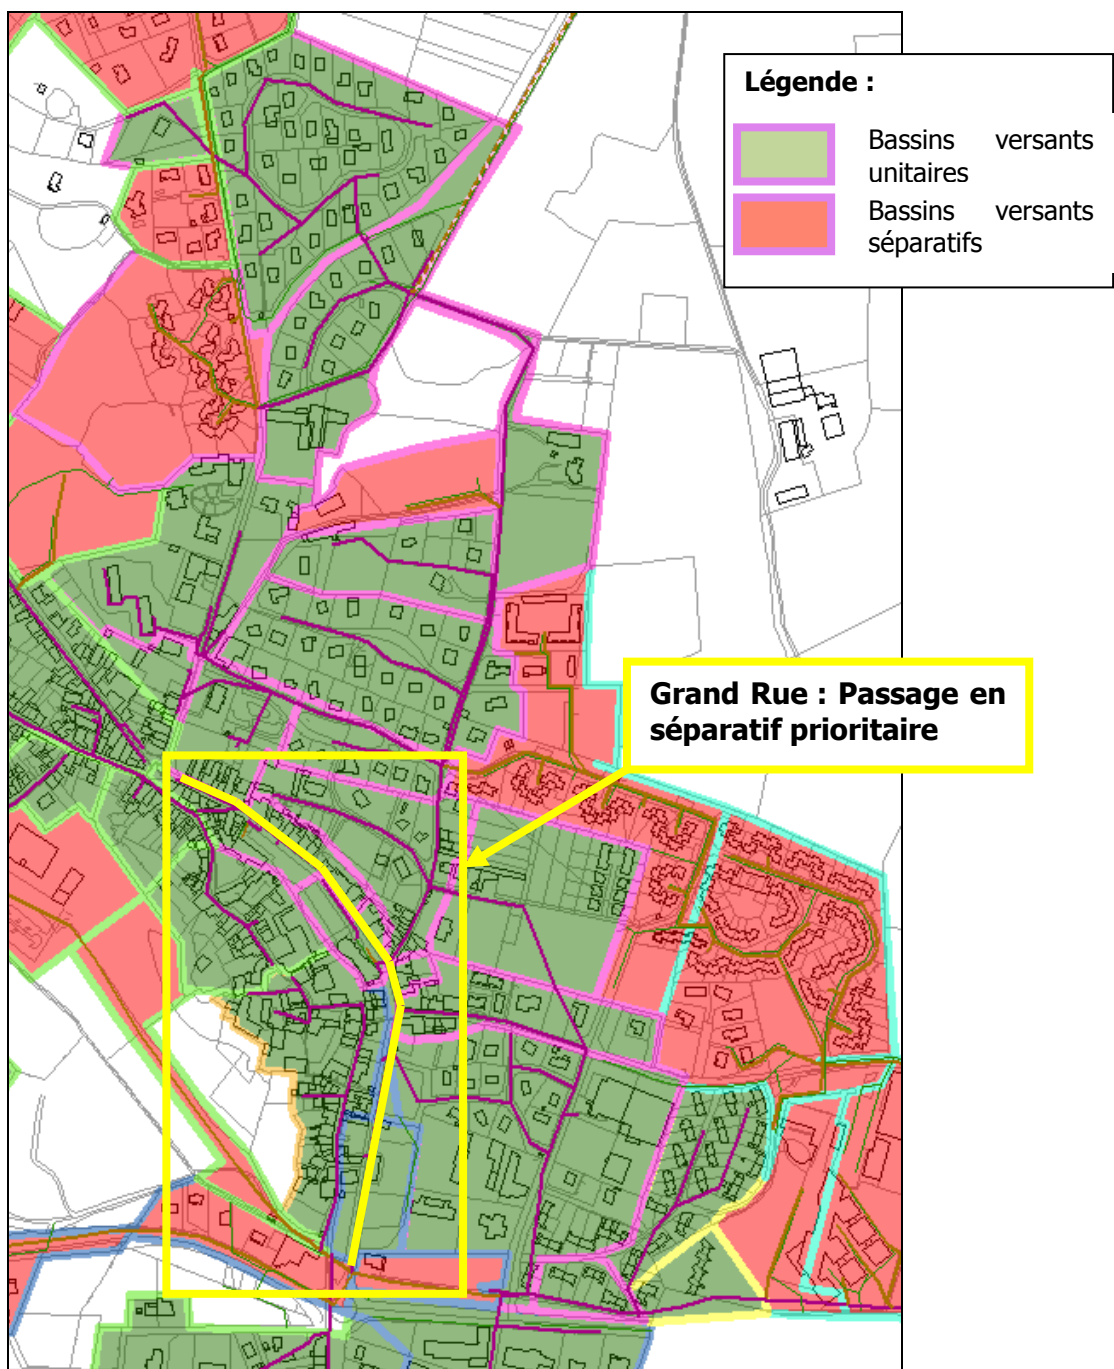 Légende :
Bassins versants
unitaires
Bassins versants
séparatifs
Grand Rue : Passage en
séparatif prioritaire